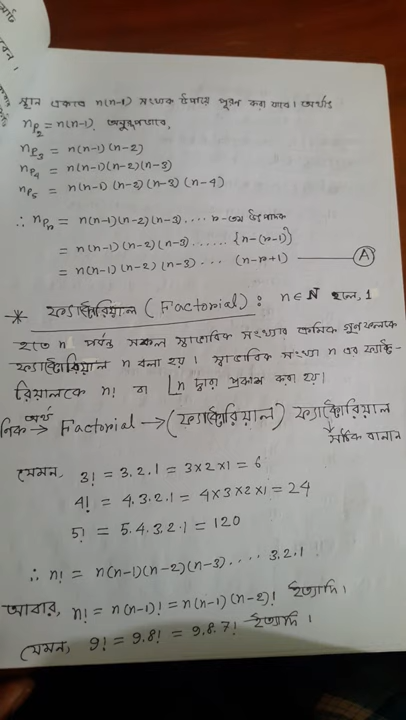 স্থান একত্রে n(n-1) সংখ্যক উপায়ে পূরণ করা যাবে। অর্থাৎ
nP₂ = n(n-1). অনুরূপভাবে,
nP₃ = n(n-1)(n-2)
nP₄ = n(n-1)(n-2)(n-3)
nP₅ = n(n-1)(n-2)(n-3)(n-4)
∴ nPr = n(n-1)(n-2)(n-3).... r-তম উৎপাদক
= n(n-1)(n-2)(n-3)...... {n-(r-1)}
= n(n-1)(n-2)(n-3)... (n-r+1) — A
* ফ্যাক্টোরিয়াল (Factorial) : n∈N হলে, 1
হতে n পর্যন্ত সকল স্বাভাবিক সংখ্যার ক্রমিক গুণফলকে
ফ্যাক্টোরিয়াল n বলা হয়। স্বাভাবিক সংখ্যা n এর ফ্যাক্টো-
রিয়ালকে n! বা ⌊n দ্বারা প্রকাশ করা হয়।
অর্থ
→ Factorial → (ফ্যাক্টোরিয়াল) ফ্যাক্টোরিয়াল
সঠিক বানান
যেমন, 3! = 3.2.1 = 3×2×1 = 6
4! = 4.3.2.1 = 4×3×2×1 = 24
5! = 5.4.3.2.1 = 120
∴ n! = n(n-1)(n-2)(n-3).... 3.2.1
আবার, n! = n(n-1)! = n(n-1)(n-2)! ইত্যাদি।
যেমন, 9! = 9.8! = 9.8.7! ইত্যাদি।